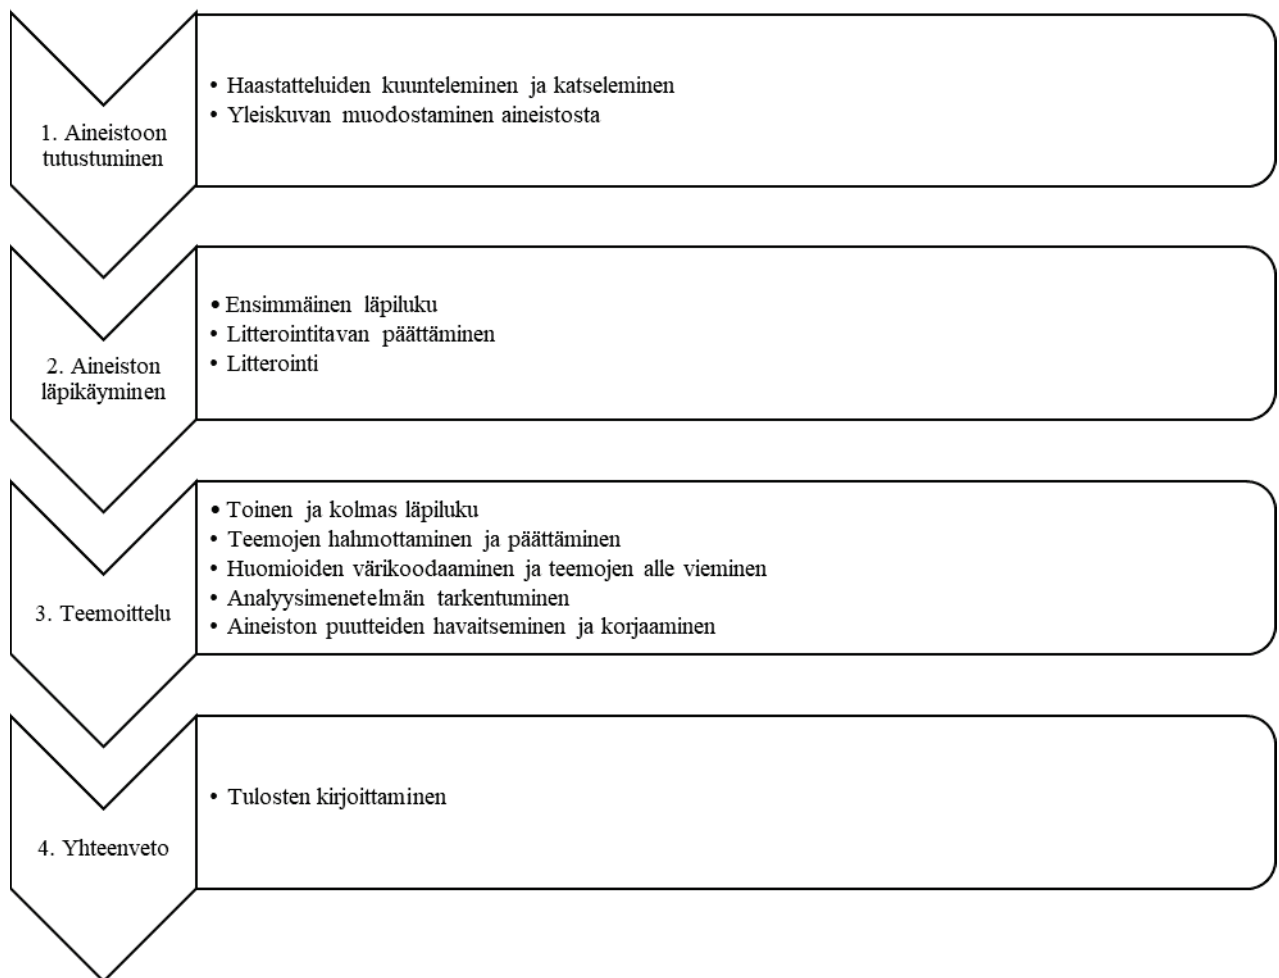 1. Aineistoon
tutustuminen
• Haastatteluiden kuunteleminen ja katseleminen
• Yleiskuvan muodostaminen aineistosta
2. Aineiston
läpikäyminen
• Ensimmäinen läpiluku
• Litterointitavan päättäminen
• Litterointi
3. Teemoittelu
• Toinen ja kolmas läpiluku
• Teemojen hahmottaminen ja päättäminen
• Huomioiden värikoodaaminen ja teemojen alle vieminen
• Analyysimenetelmän tarkentuminen
• Aineiston puutteiden havaitseminen ja korjaaminen
4. Yhteenveto
• Tulosten kirjoittaminen